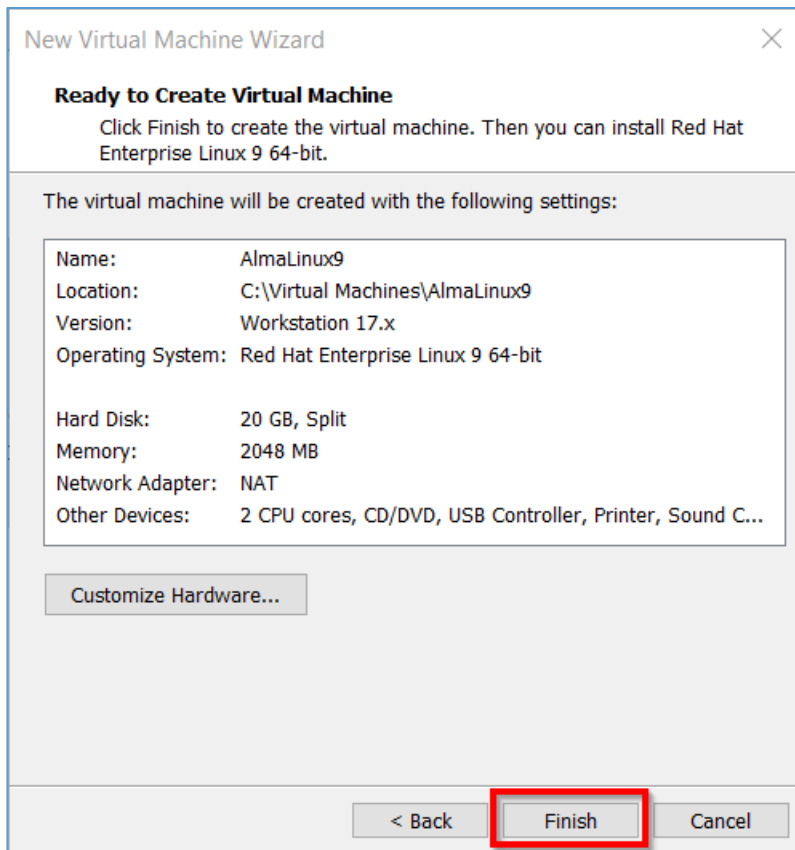 New Virtual Machine Wizard
Ready to Create Virtual Machine
Click Finish to create the virtual machine. Then you can install Red Hat
Enterprise Linux 9 64-bit.
The virtual machine will be created with the following settings:
Name: AlmaLinux9
Location: C:\Virtual Machines\AlmaLinux9
Version: Workstation 17.x
Operating System: Red Hat Enterprise Linux 9 64-bit
Hard Disk: 20 GB, Split
Memory: 2048 MB
Network Adapter: NAT
Other Devices: 2 CPU cores, CD/DVD, USB Controller, Printer, Sound C...
Customize Hardware...
< Back Finish Cancel